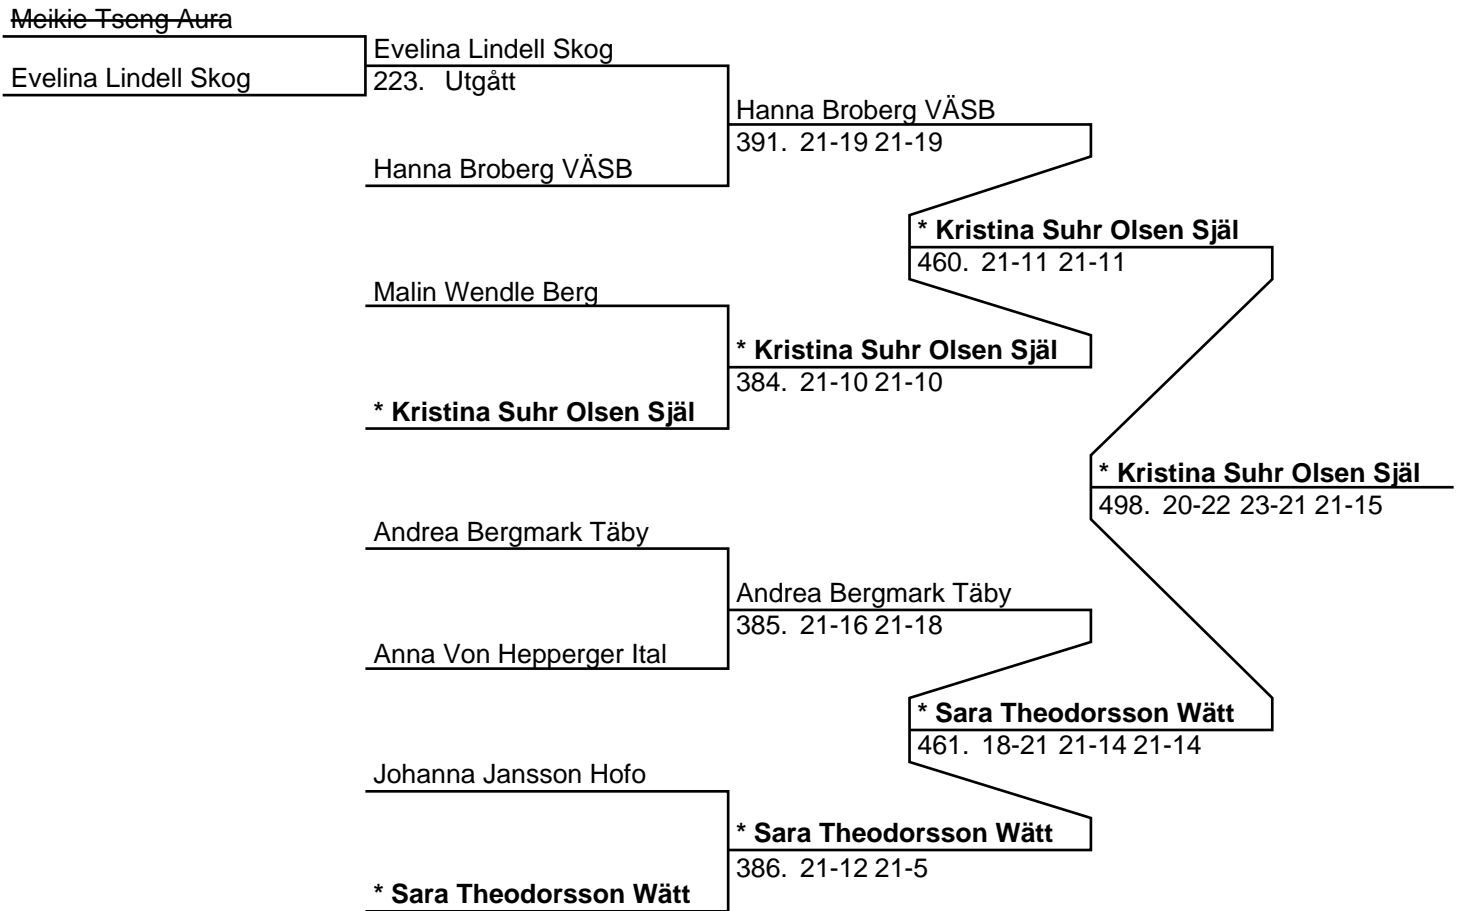 Meikie Tseng Aura
Evelina Lindell Skog
Evelina Lindell Skog
223. Utgått
Hanna Broberg VÄSB
391. 21-19 21-19
Hanna Broberg VÄSB
* Kristina Suhr Olsen Själ
460. 21-11 21-11
Malin Wendle Berg
* Kristina Suhr Olsen Själ
384. 21-10 21-10
* Kristina Suhr Olsen Själ
* Kristina Suhr Olsen Själ
498. 20-22 23-21 21-15
Andrea Bergmark Täby
Andrea Bergmark Täby
385. 21-16 21-18
Anna Von Hepperger Ital
* Sara Theodorsson Wätt
461. 18-21 21-14 21-14
Johanna Jansson Hofo
* Sara Theodorsson Wätt
386. 21-12 21-5
* Sara Theodorsson Wätt